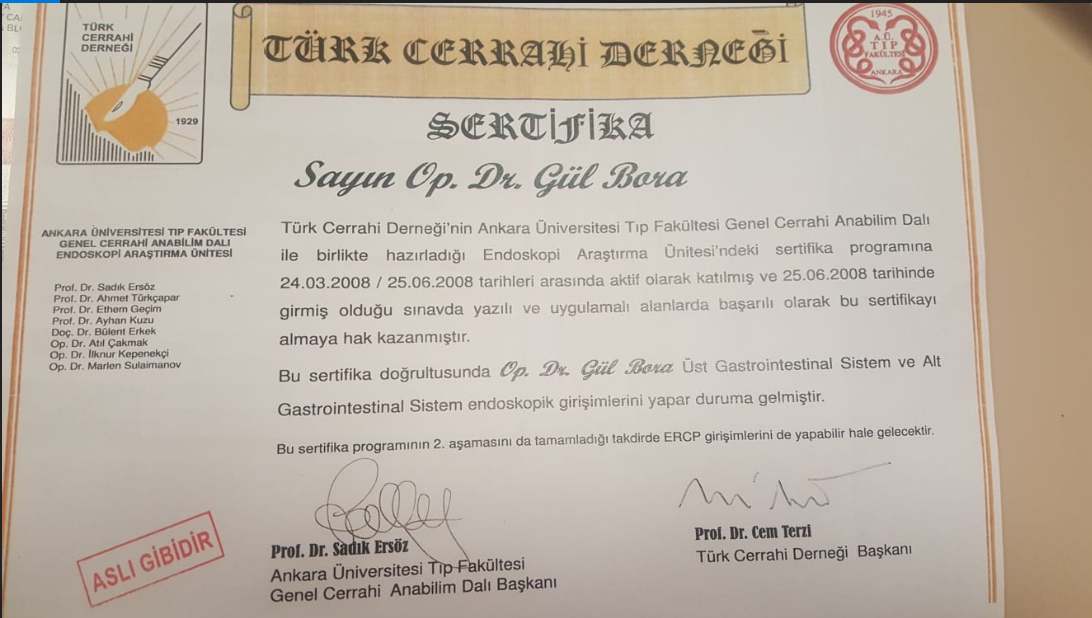 TÜRK
CERRAHİ
DERNEĞİ
1929
TÜRK CERRAHİ DERNEĞİ
1945
A.Ü.
TIP
FAKÜLTESİ
ANKARA
SERTİFİKA
Sayın Op. Dr. Gül Bora
ANKARA ÜNİVERSİTESİ TIP FAKÜLTESİ
GENEL CERRAHİ ANABİLİM DALI
ENDOSKOPİ ARAŞTIRMA ÜNİTESİ
Prof. Dr. Sadık Ersöz
Prof. Dr. Ahmet Türkçapar
Prof. Dr. Ethem Geçim
Prof. Dr. Ayhan Kuzu
Doç. Dr. Bülent Erkek
Op. Dr. Atıl Çakmak
Op. Dr. İlknur Kepenekçi
Op. Dr. Marlen Sulaimanov
Türk Cerrahi Derneği'nin Ankara Üniversitesi Tıp Fakültesi Genel Cerrahi Anabilim Dalı
ile birlikte hazırladığı Endoskopi Araştırma Ünitesi'ndeki sertifika programına
24.03.2008 / 25.06.2008 tarihleri arasında aktif olarak katılmış ve 25.06.2008 tarihinde
girmiş olduğu sınavda yazılı ve uygulamalı alanlarda başarılı olarak bu sertifikayı
almaya hak kazanmıştır.
Bu sertifika doğrultusunda Op. Dr. Gül Bora Üst Gastrointestinal Sistem ve Alt
Gastrointestinal Sistem endoskopik girişimlerini yapar duruma gelmiştir.
Bu sertifika programının 2. aşamasını da tamamladığı takdirde ERCP girişimlerini de yapabilir hale gelecektir.
ASLI GİBİDİR
Prof. Dr. Sadık Ersöz
Ankara Üniversitesi Tıp Fakültesi
Genel Cerrahi Anabilim Dalı Başkanı
Prof. Dr. Cem Terzi
Türk Cerrahi Derneği Başkanı